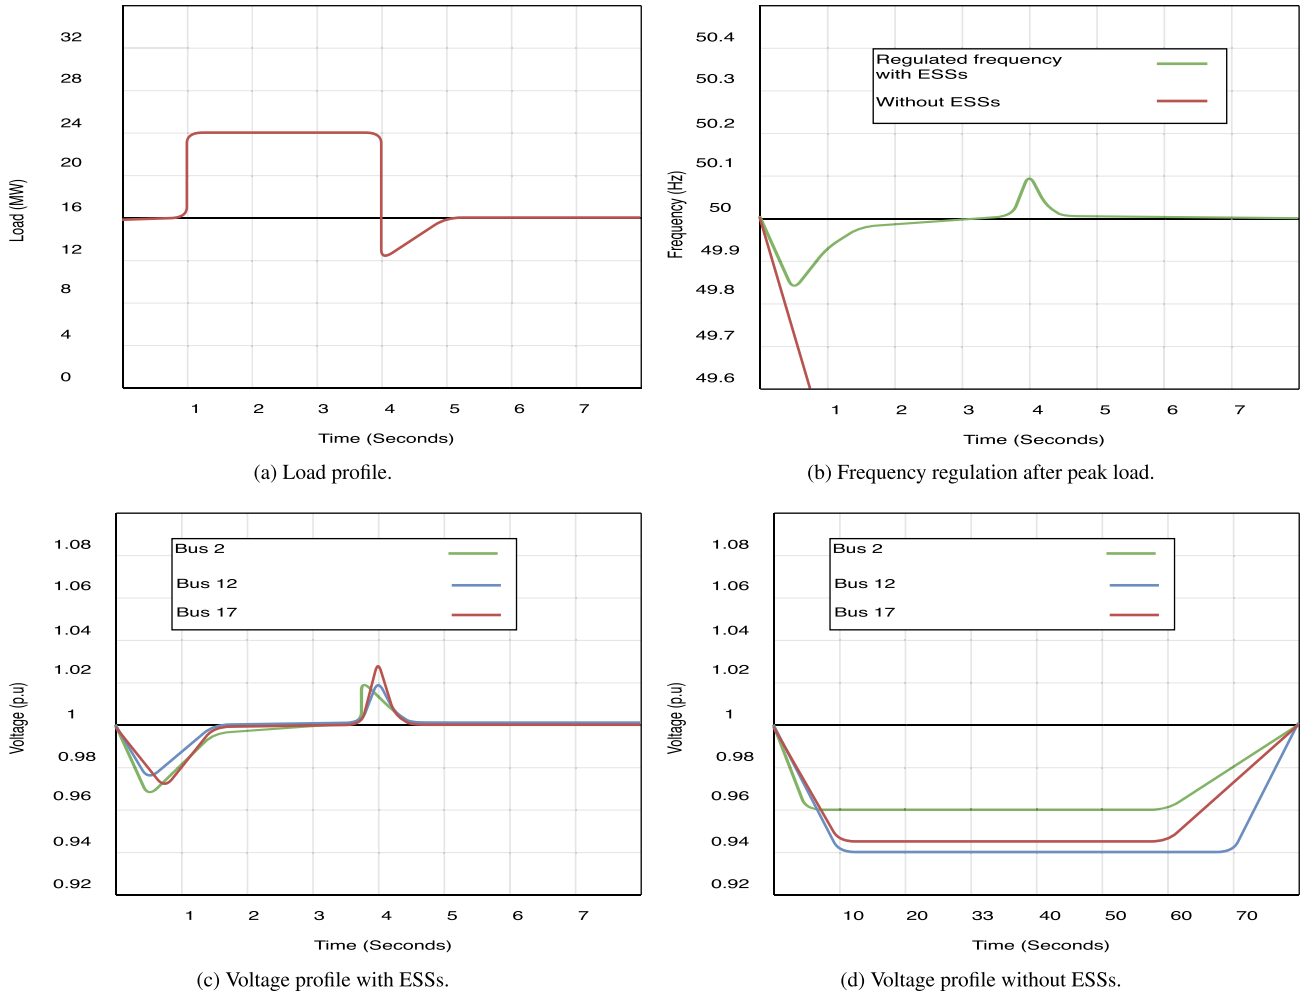 32
28
24
20
16
12
8
4
0
Load (MW)
1 2 3 4 5 6 7
Time (Seconds)
(a) Load profile.
50.4
50.3
50.2
50.1
50
49.9
49.8
49.7
49.6
Frequency (Hz)
Regulated frequency
with ESSs
Without ESSs
1 2 3 4 5 6 7
Time (Seconds)
(b) Frequency regulation after peak load.
1.08
1.06
1.04
1.02
1
0.98
0.96
0.94
0.92
Voltage (p.u)
Bus 2
Bus 12
Bus 17
1 2 3 4 5 6 7
Time (Seconds)
(c) Voltage profile with ESSs.
1.08
1.06
1.04
1.02
1
0.98
0.96
0.94
0.92
Voltage (p.u)
Bus 2
Bus 12
Bus 17
10 20 33 40 50 60 70
Time (Seconds)
(d) Voltage profile without ESSs.